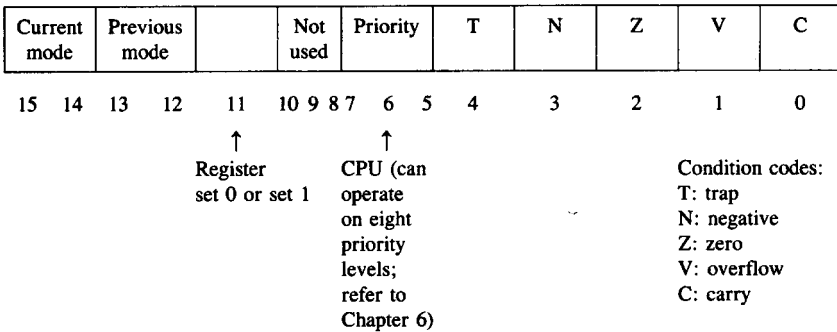 Current mode
Previous mode
Not used
Priority
T
N
Z
V
C
15 14 13 12 11 10 9 8 7 6 5 4 3 2 1 0
↑
↑
Register
set 0 or set 1
CPU (can
operate
on eight
priority
levels;
refer to
Chapter 6)
Condition codes:
T: trap
N: negative
Z: zero
V: overflow
C: carry